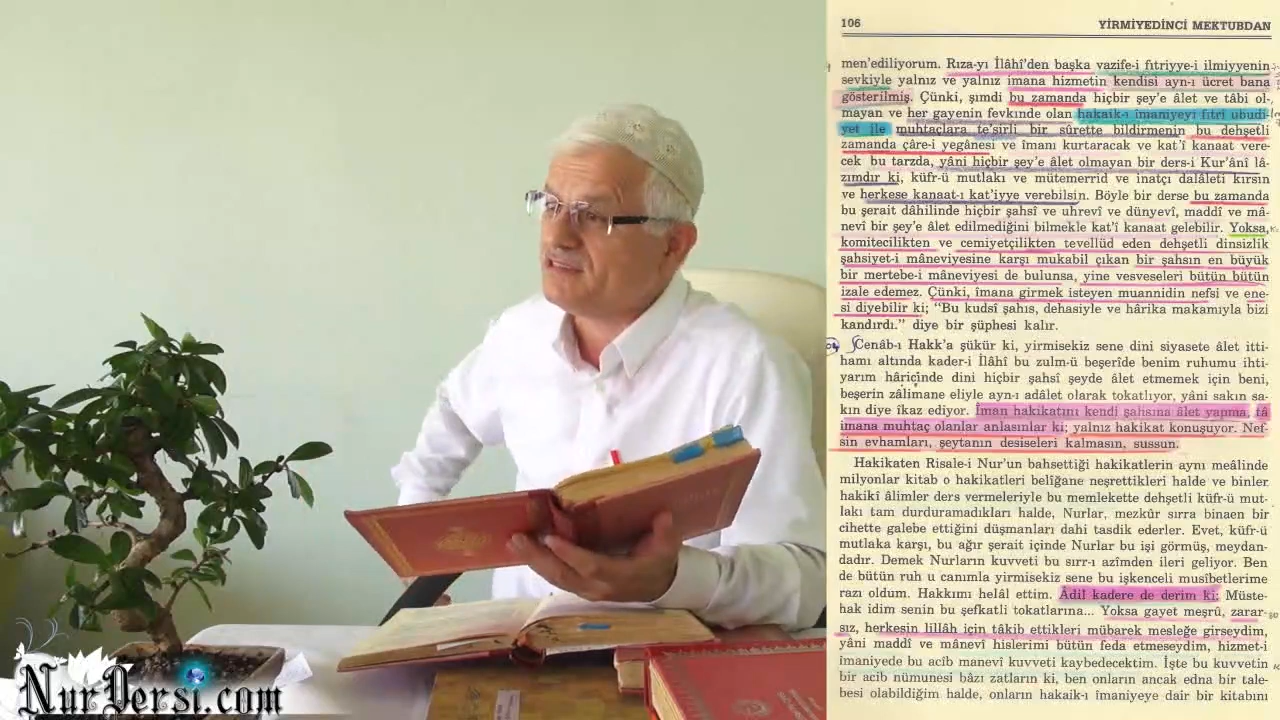 106
YİRMİYEDİNCİ MEKTUBDAN
men'ediliyorum. Rıza-yı İlâhî'den başka vazife-i fıtriyye-i ilmiyyenin
sevkiyle yalnız ve yalnız imana hizmetin kendisi ayn-ı ücret bana
gösterilmiş. Çünki, şimdi bu zamanda hiçbir şey'e âlet ve tâbi ol-
mayan ve her gayenin fevkınde olan hakaik-ı imaniyeyi fıtrî ubudi-
yet ile muhtaçlara te'sirli bir sûrette bildirmenin bu dehşetli
zamanda çâre-i yegânesi ve îmanı kurtaracak ve kat'î kanaat vere-
cek bu tarzda, yâni hiçbir şey'e âlet olmayan bir ders-i Kur'ânî lâ-
zımdır ki, küfr-ü mutlakı ve mütemerrid ve inatçı dalâleti kırsın
ve herkese kanaat-ı kat'iyye verebilsin. Böyle bir derse bu zamanda
bu şerait dâhilinde hiçbir şahsî ve uhrevî ve dünyevî, maddî ve mâ-
nevî bir şey'e âlet edilmediğini bilmekle kat'î kanaat gelebilir. Yoksa,
komitecilikten ve cemiyetçilikten tevellüd eden dehşetli dinsizlik
şahsiyet-i mâneviyesine karşı mukabil çıkan bir şahsın en büyük
bir mertebe-i mâneviyesi de bulunsa, yine vesveseleri bütün bütün
izale edemez. Çünki, îmana girmek isteyen muannidin nefsi ve ene-
si diyebilir ki; "Bu kudsî şahıs, dehasiyle ve hârika makamıyla bizi
kandırdı." diye bir şüphesi kalır.
Cenâb-ı Hakk'a şükür ki, yirmisekiz sene dini siyasete âlet itti-
hamı altında kader-i İlâhî bu zulm-ü beşerîde benim ruhumu ihti-
yarım hâricinde dini hiçbir şahsî şeyde âlet etmemek için beni,
beşerin zâlimane eliyle ayn-ı adâlet olarak tokatlıyor, yâni sakın sa-
kın diye îkaz ediyor. Îman hakikatını kendi şahsına âlet yapma, tâ
imana muhtaç olanlar anlasınlar ki; yalnız hakikat konuşuyor. Nef-
sin evhamları, şeytanın desiseleri kalmasın, sussun.
Hakikaten Risale-i Nur'un bahsettiği hakikatlerin aynı meâlinde
milyonlar kitab o hakikatleri belîğane neşrettikleri halde ve binler
hakikî âlimler ders vermeleriyle bu memlekette dehşetli küfr-ü mut-
lakı tam durduramadıkları halde, Nurlar, mezkûr sırra binaen bir
cihette galebe ettiğini düşmanları dahi tasdik ederler. Evet, küfr-ü
mutlaka karşı, bu ağır şerait içinde Nurlar bu işi görmüş, meydan-
dadır. Demek Nurların kuvveti bu sırr-ı azîmden ileri geliyor. Ben
de bütün ruh u canımla yirmisekiz sene bu işkenceli musîbetlerime
razı oldum. Hakkımı helâl ettim. Âdil kadere de derim ki: Müste-
hak idim senin bu şefkatli tokatlarına... Yoksa gayet meşrû, zarar-
sız, herkesin lillâh için tâkib ettikleri mübarek mesleğe girseydim,
yâni maddî ve mânevî hislerimi bütün feda etmeseydim, hizmet-i
îmaniyede bu acîb manevî kuvveti kaybedecektim. İşte bu kuvvetin
bir acib nümunesi bâzı zatların ki, ben onların ancak edna bir tale-
besi olabildiğim halde, onların hakaik-ı îmaniyeye dair bir kitabını
NurDersi.com